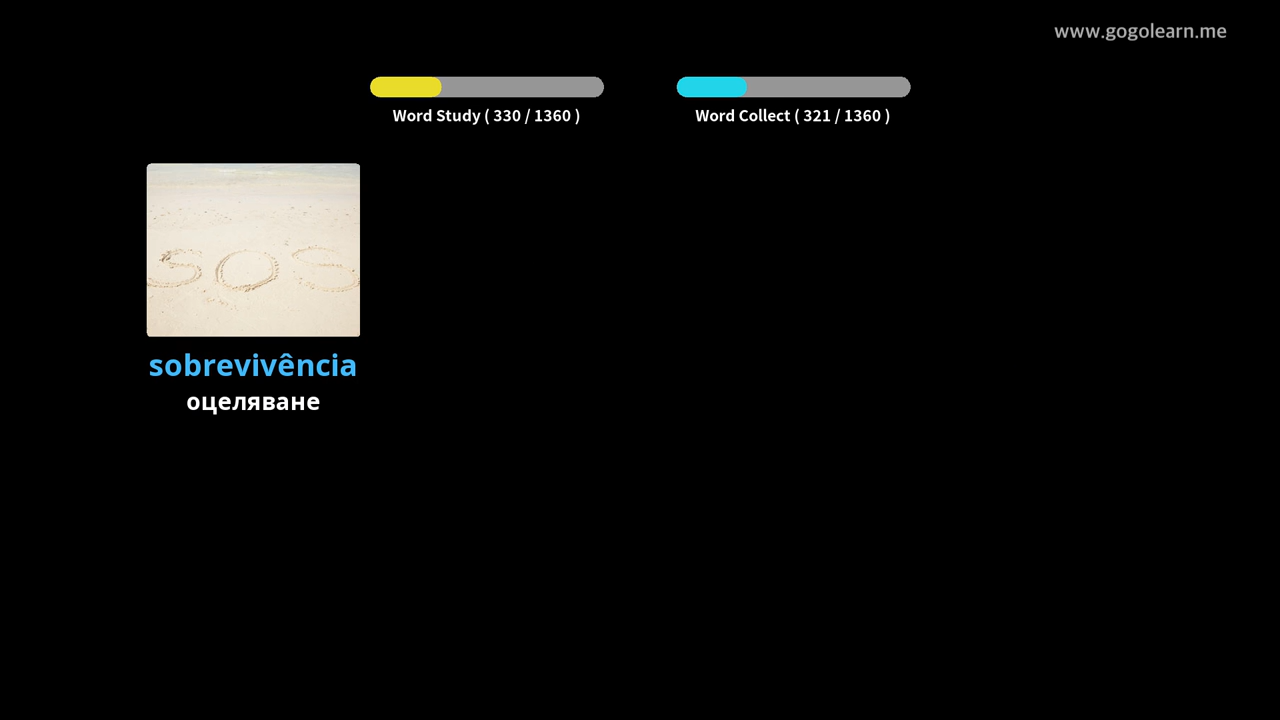 www.gogolearn.me
Word Study ( 330 / 1360 )
Word Collect ( 321 / 1360 )
SOS
sobrevivência
оцеляване